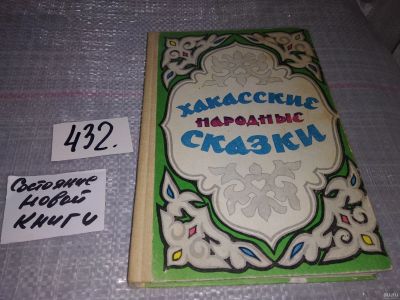 ХАКАССКИЕ
НАРОДНЫЕ
СКАЗКИ
432.
Состояние
новой
книги